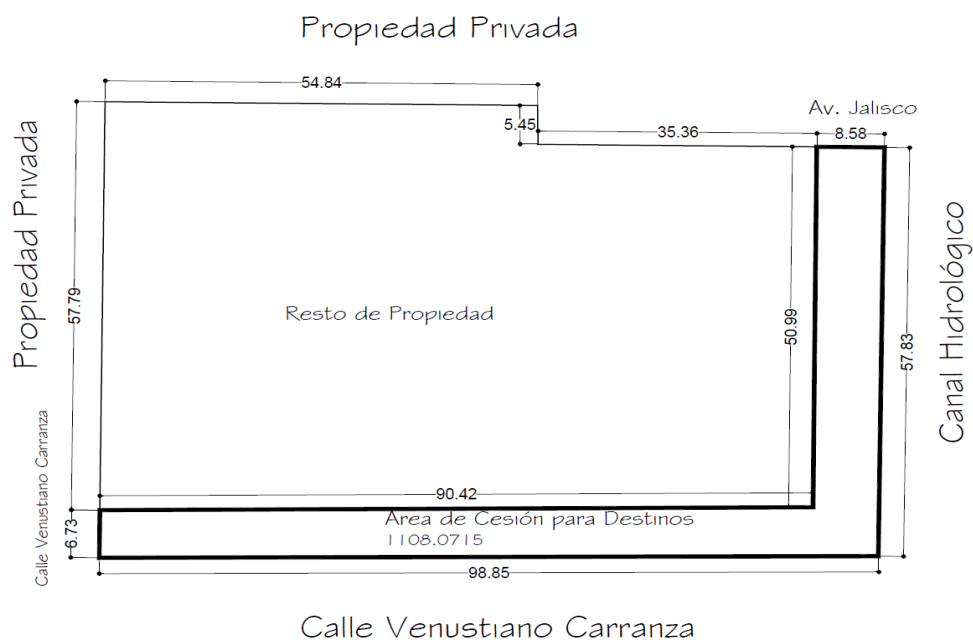 Propiedad Privada
54.84
Av. Jalisco
5.45
35.36
8.58
Propiedad Privada
57.79
Resto de Propiedad
50.99
57.83
Canal Hidrológico
Calle Venustiano Carranza
6.73
90.42
Area de Cesión para Destinos
1108.0715
98.85
Calle Venustiano Carranza